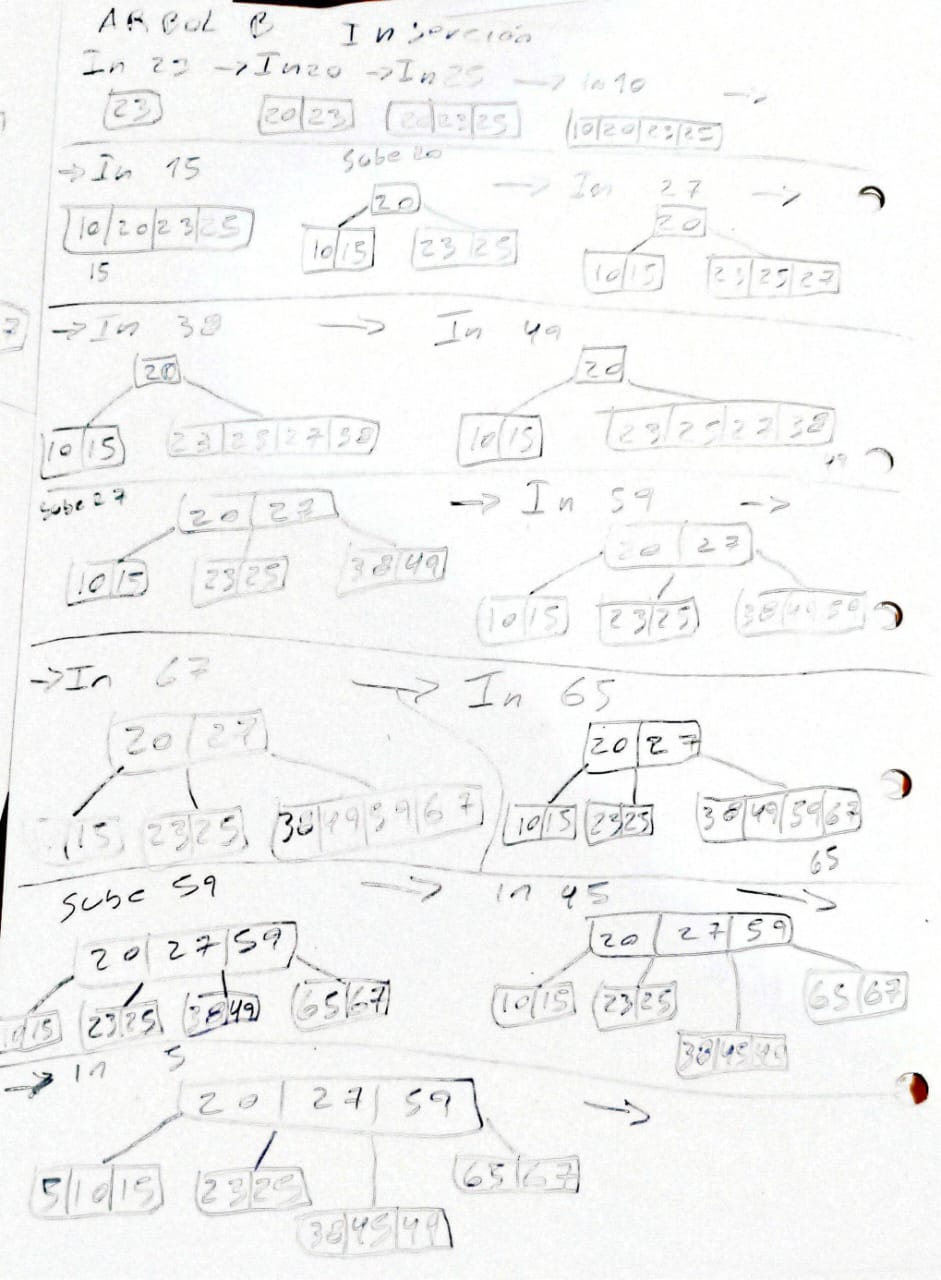 ARBOL B Inserción
In 23 → In 20 → In 25 → In 10 →
23 20|23 20|23|25 10|20|23|25
→ In 15 Sube 20 → In 27 →
20 20
10|20|23|25 10|15 23|25 10|15 23|25|27
15
→ In 38 → In 49
20 20
10|15 23|25|27|38 10|15 23|25|27|38
49
Sube 27 20|27 → In 59 →
20|27
10|15 23|25 38|49
10|15 23|25 38|49|59
→ In 67 → In 65
20|27 20|27
15 23|25 38|49|59|67 10|15 23|25 38|49|59|67
65
Sube 59 → in 45 →
20|27|59 20|27|59
10|15 23|25 38|49 65|67 10|15 23|25 65|67
38|45|49
→ in 5
20|27|59 →
5|10|15 23|25 65|67
38|45|49